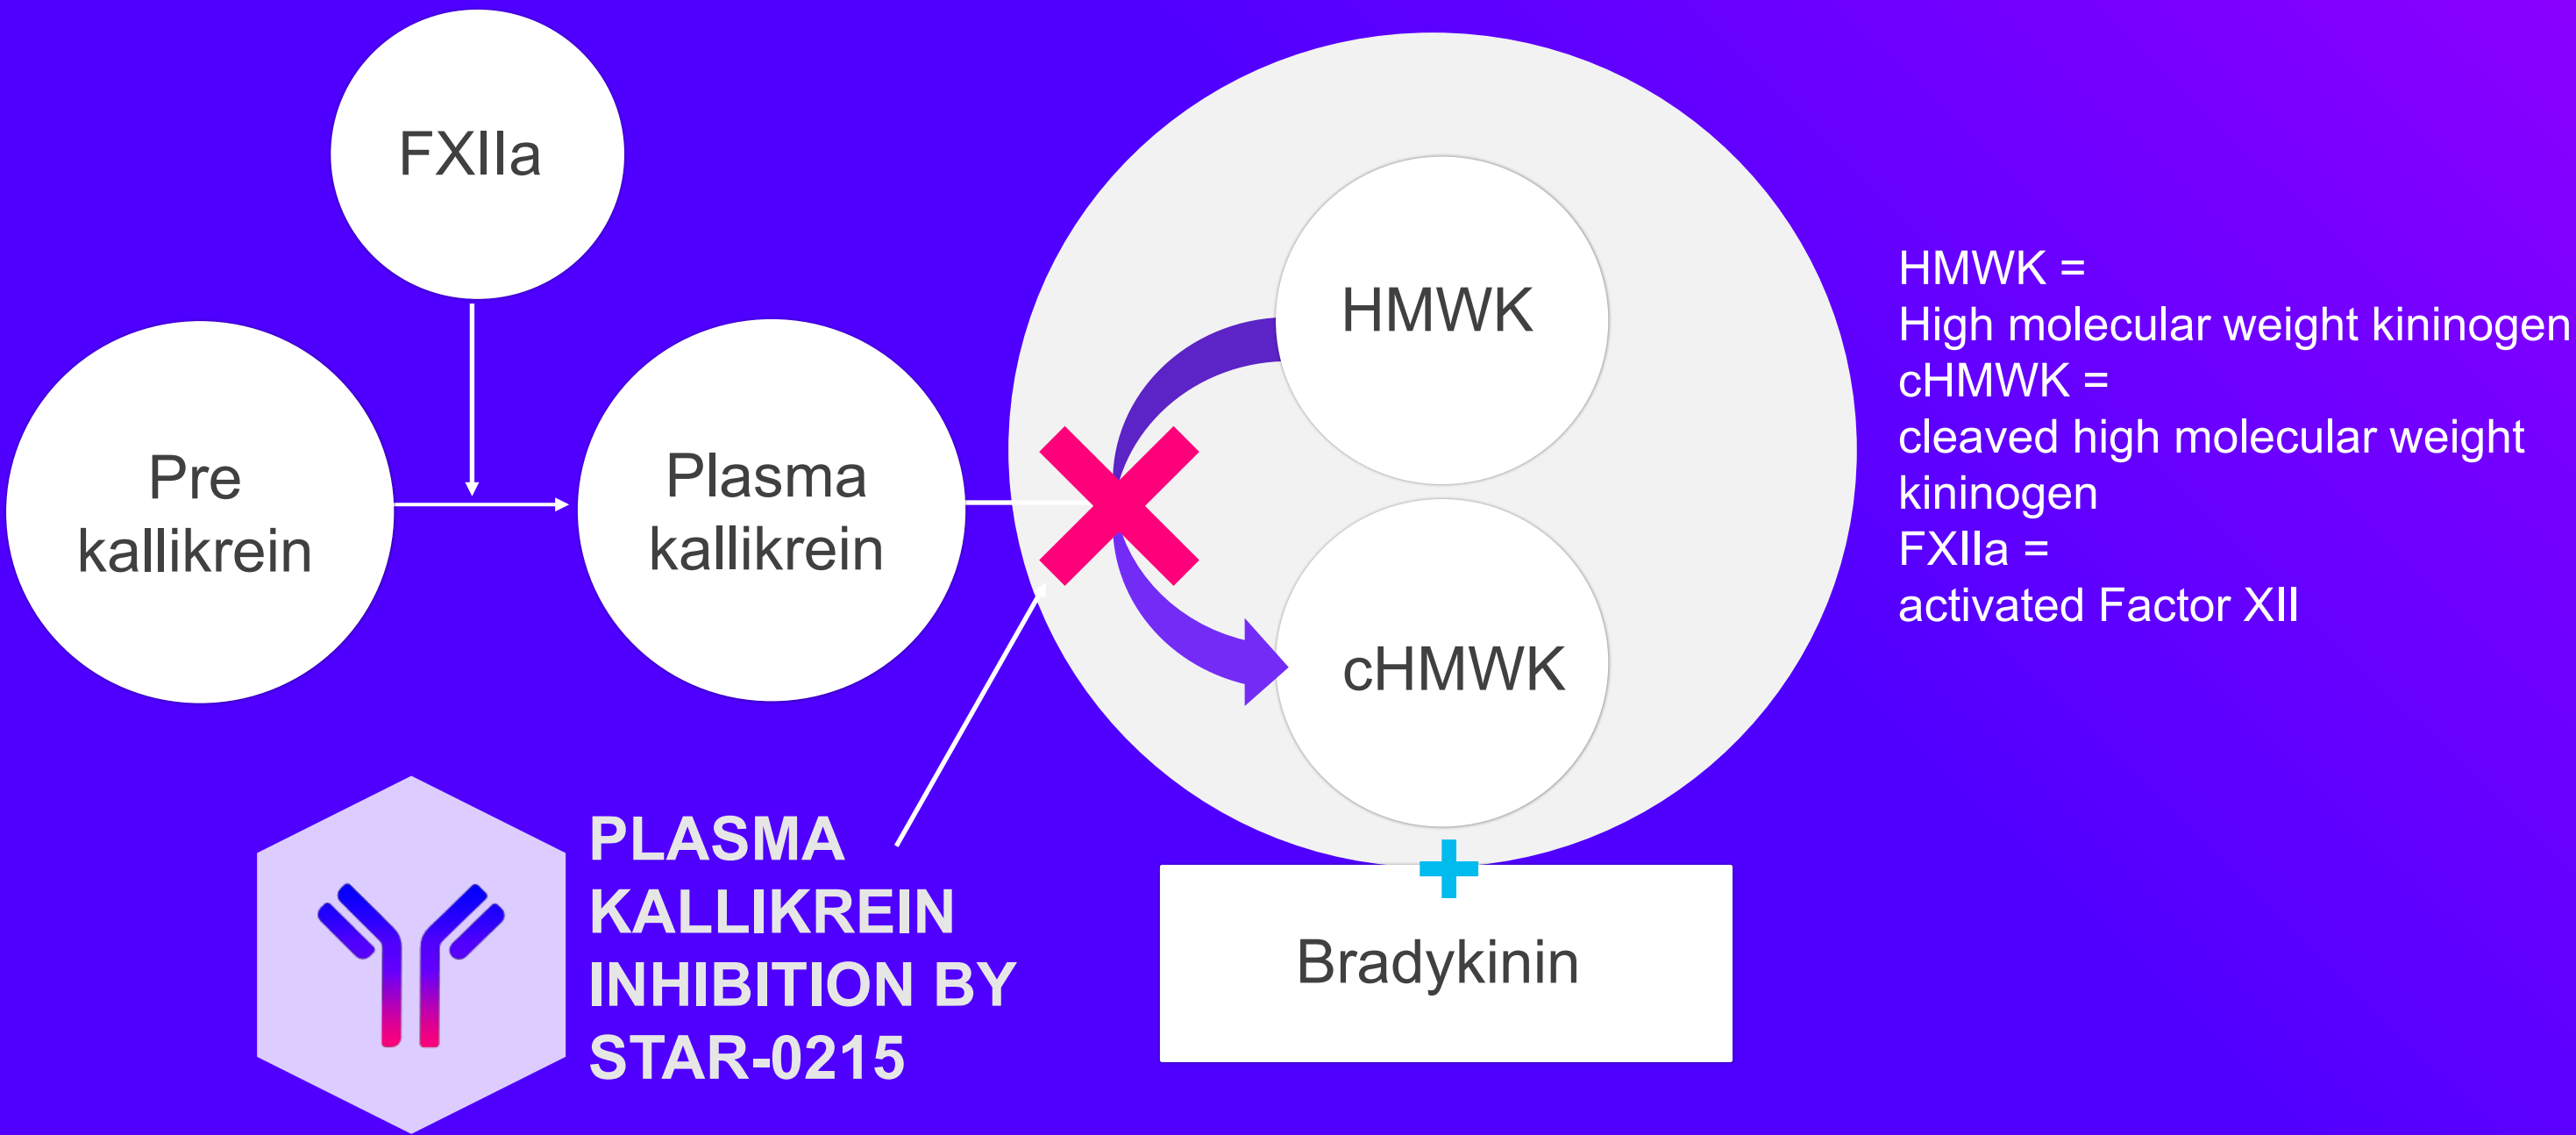 FXIIa
Pre
kallikrein
Plasma
kallikrein
HMWK
cHMWK
Bradykinin
PLASMA
KALLIKREIN
INHIBITION BY
STAR-0215
HMWK =
High molecular weight kininogen
cHMWK =
cleaved high molecular weight
kininogen
FXIIa =
activated Factor XII